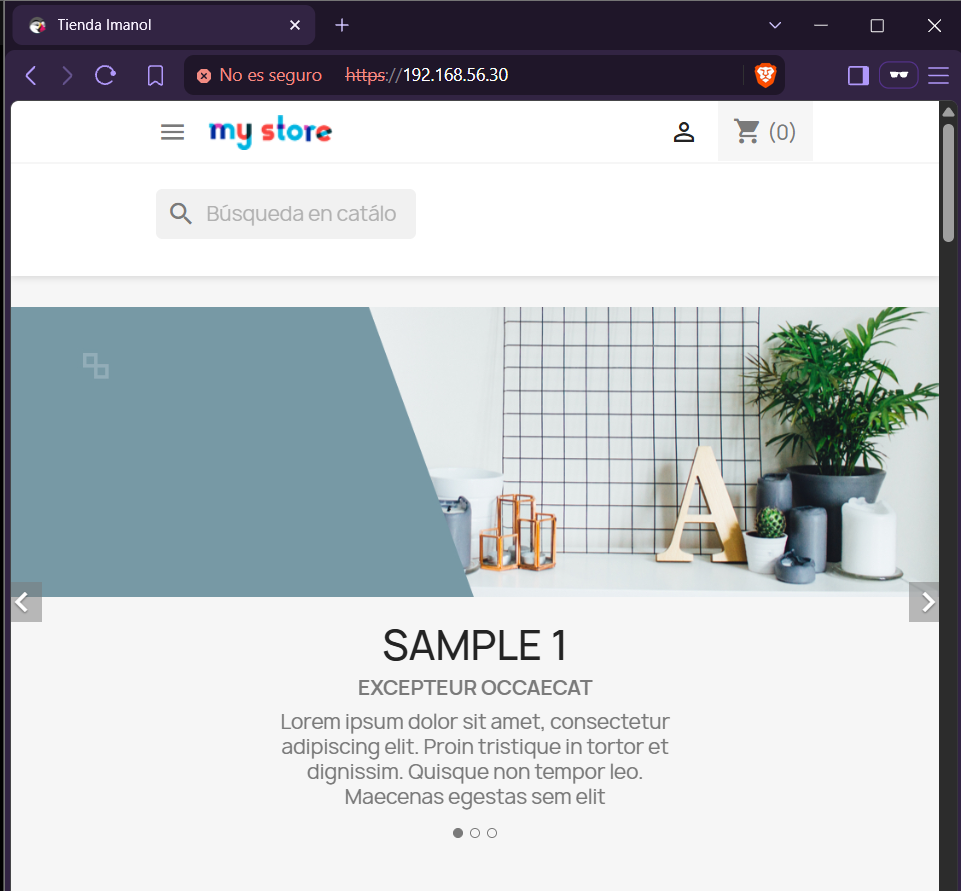 Tienda Imanol
No es seguro https://192.168.56.30
my store
(0)
Búsqueda en catálo
A
SAMPLE 1
EXCEPTEUR OCCAECAT
Lorem ipsum dolor sit amet, consectetur
adipiscing elit. Proin tristique in tortor et
dignissim. Quisque non tempor leo.
Maecenas egestas sem elit